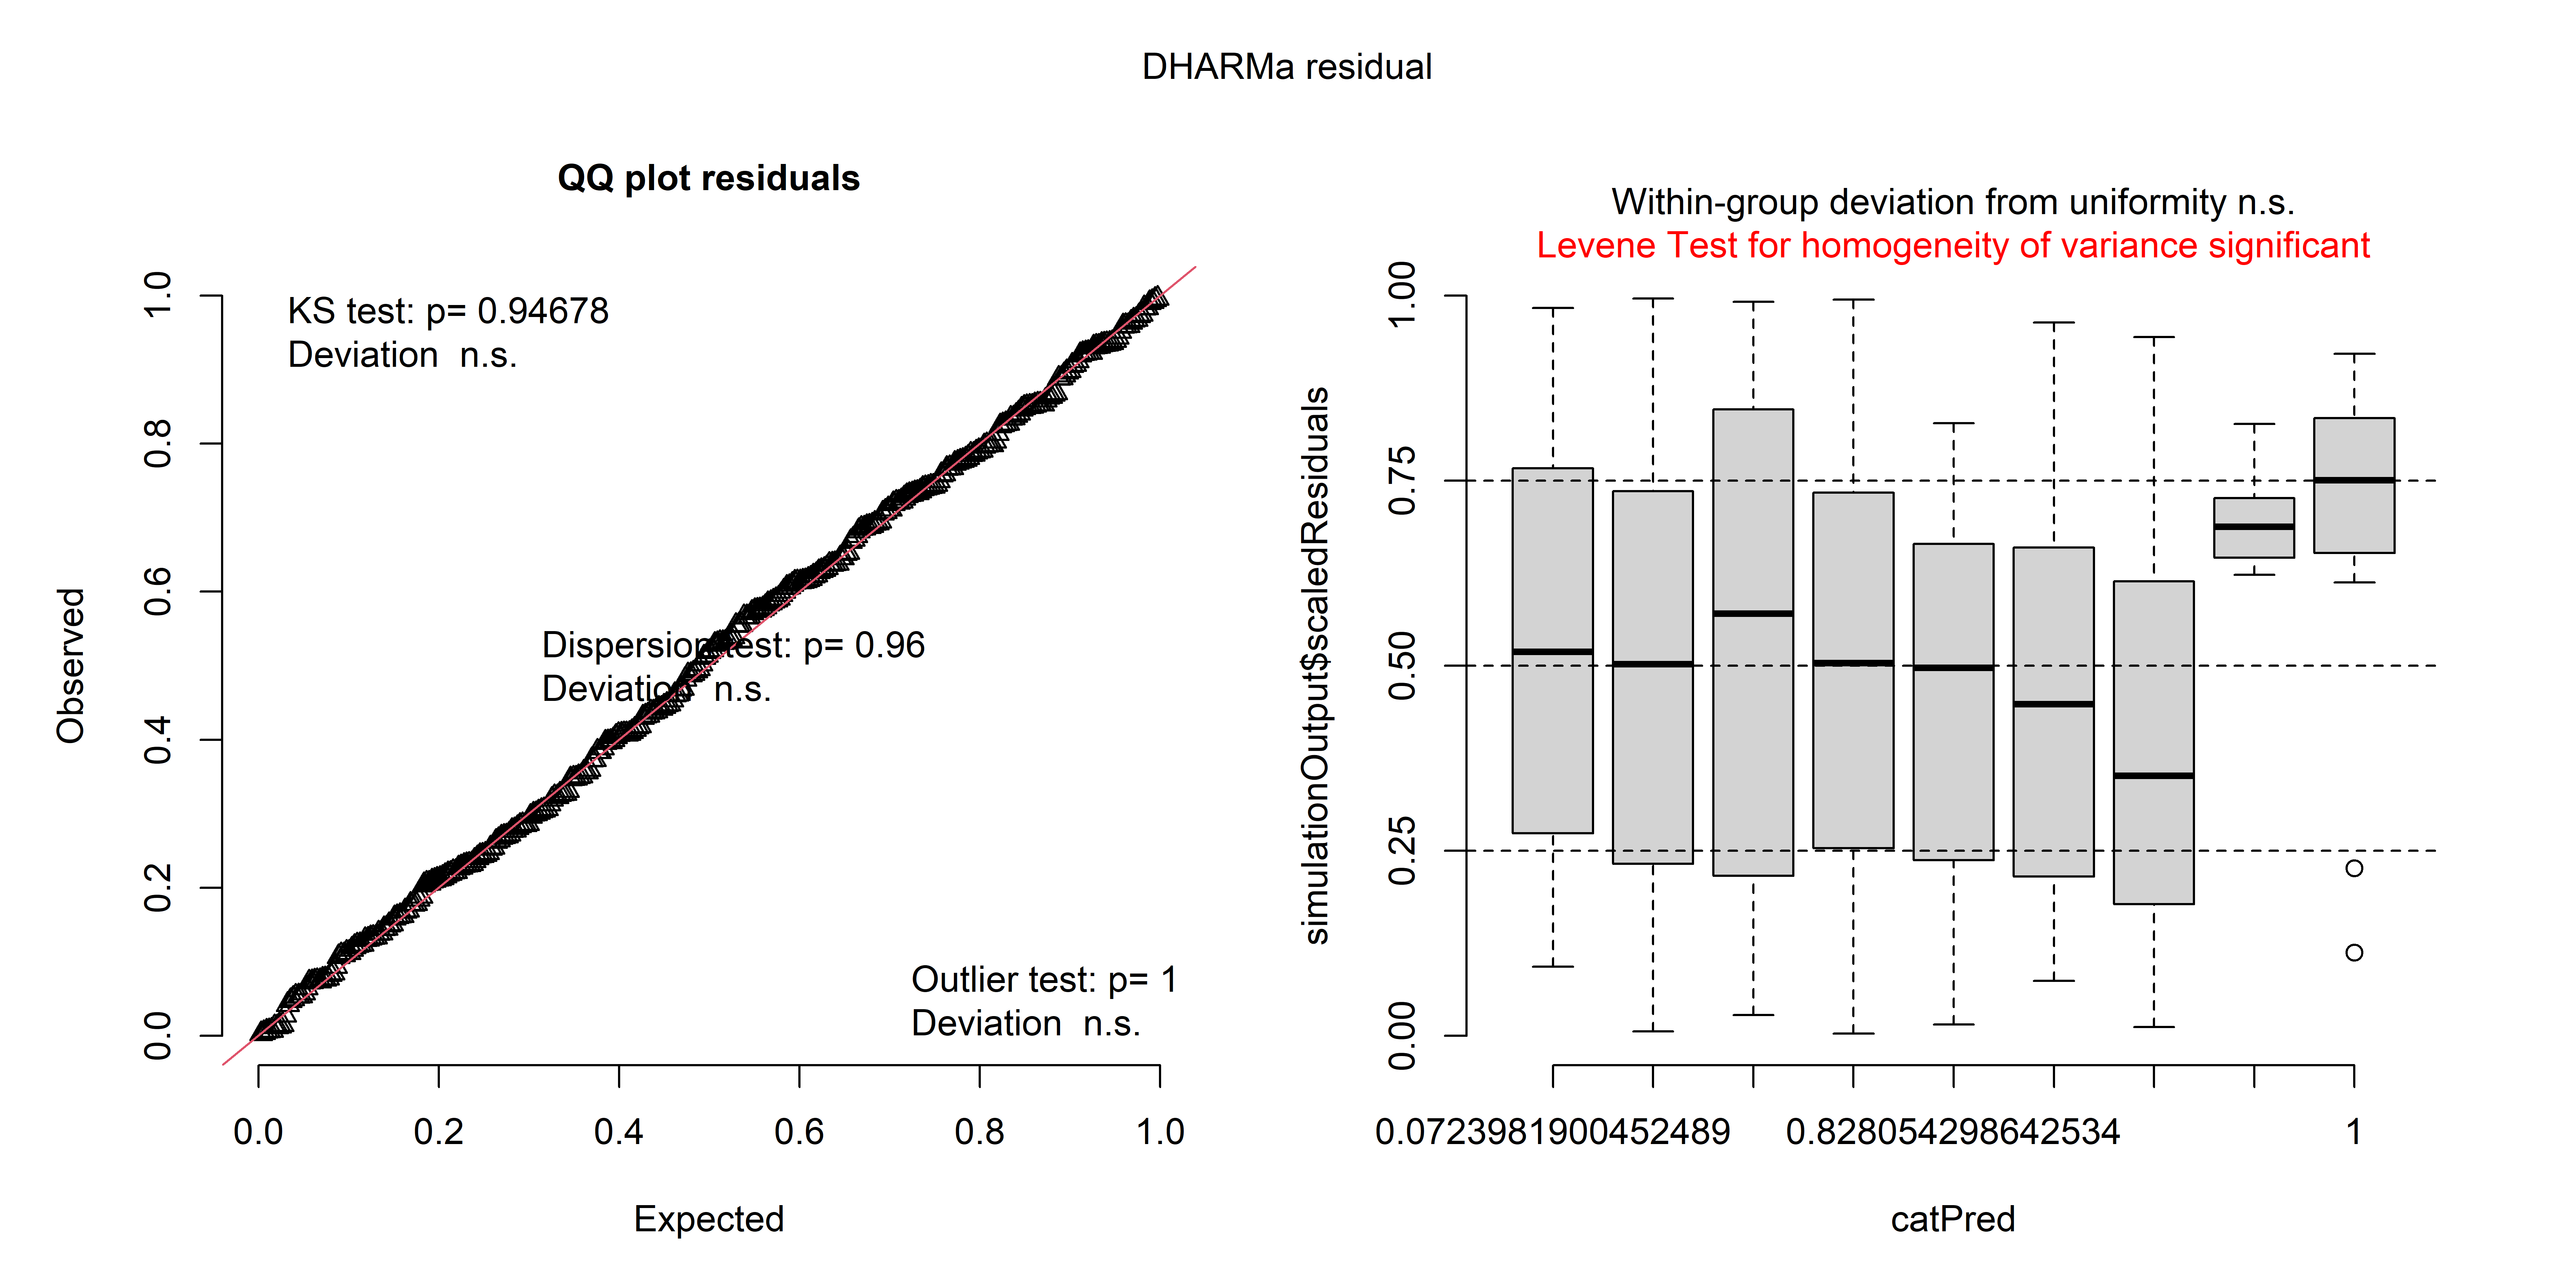 DHARMa residual
QQ plot residuals
KS test: p= 0.94678
Deviation  n.s.
Dispersion test: p= 0.96
Deviation  n.s.
Outlier test: p= 1
Deviation  n.s.
Observed
0.0
0.2
0.4
0.6
0.8
1.0
0.0 0.2 0.4 0.6 0.8 1.0
Expected
Within-group deviation from uniformity n.s.
Levene Test for homogeneity of variance significant
simulationOutput$scaledResiduals
0.00
0.25
0.50
0.75
1.00
0.0723981900452489 0.828054298642534 1
catPred